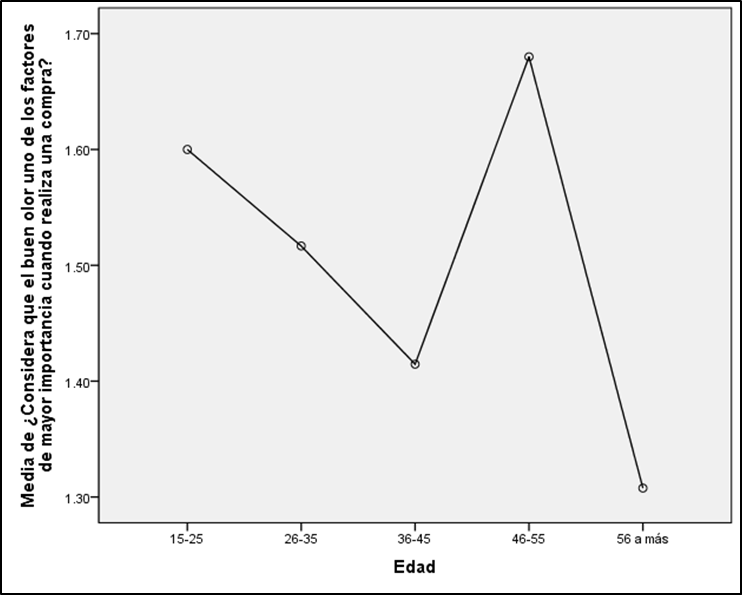 Media de ¿Considera que el buen olor uno de los factores
de mayor importancia cuando realiza una compra?
1.70
1.60
1.50
1.40
1.30
15-25
26-35
36-45
46-55
56 a más
Edad